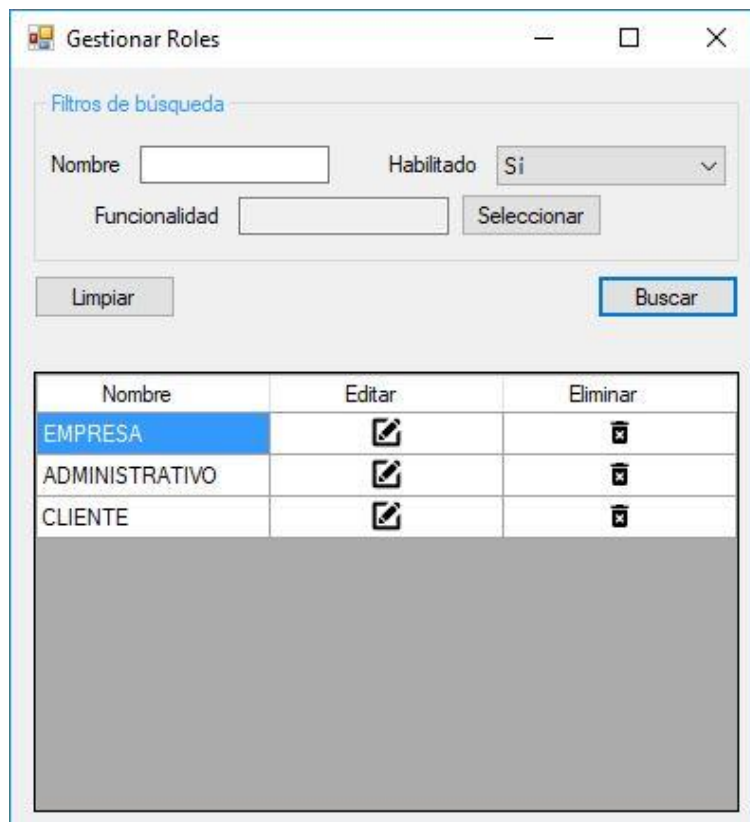 Gestionar Roles
Filtros de búsqueda
Nombre Habilitado Si
Funcionalidad Seleccionar
Limpiar Buscar
Nombre Editar Eliminar
EMPRESA
ADMINISTRATIVO
CLIENTE